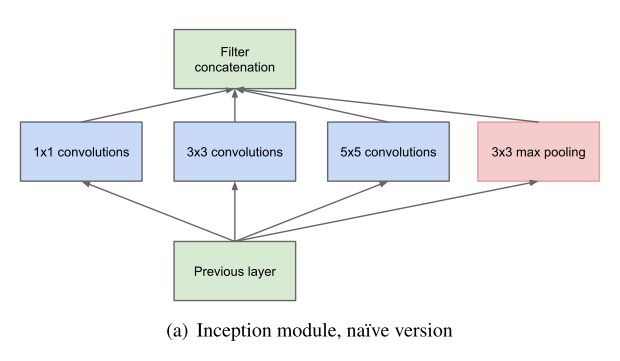 Filter
concatenation
1x1 convolutions
3x3 convolutions
5x5 convolutions
3x3 max pooling
Previous layer
(a) Inception module, naïve version